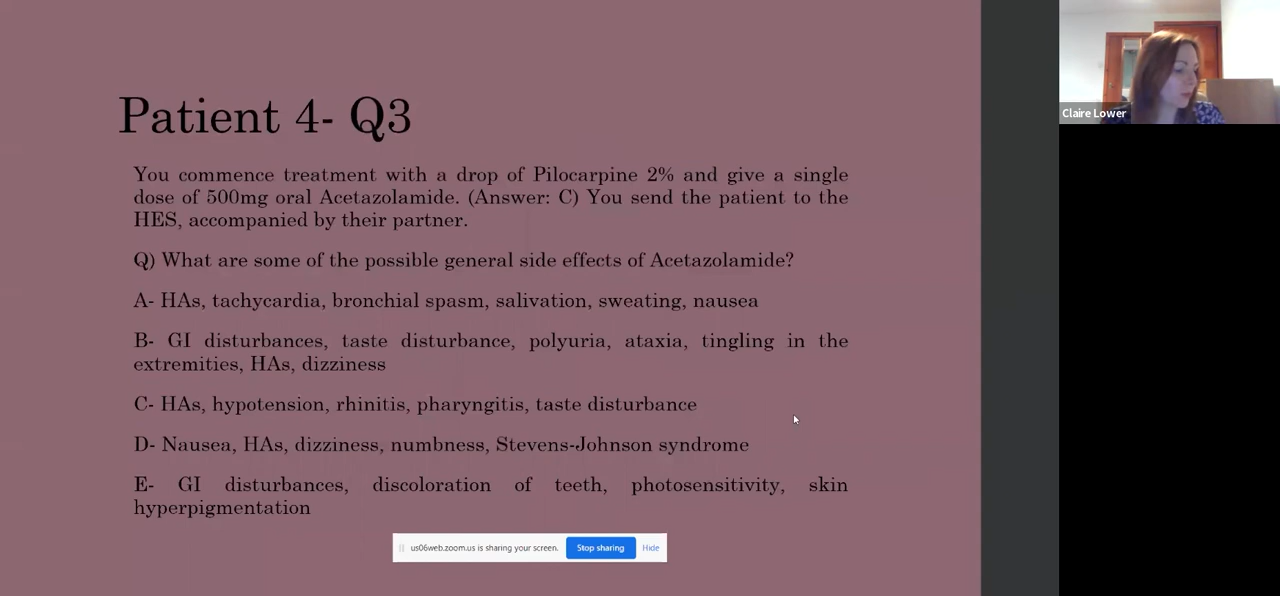 Patient 4- Q3
You commence treatment with a drop of Pilocarpine 2% and give a single
dose of 500mg oral Acetazolamide. (Answer: C) You send the patient to the
HES, accompanied by their partner.
Q) What are some of the possible general side effects of Acetazolamide?
A- HAs, tachycardia, bronchial spasm, salivation, sweating, nausea
B- GI disturbances, taste disturbance, polyuria, ataxia, tingling in the
extremities, HAs, dizziness
C- HAs, hypotension, rhinitis, pharyngitis, taste disturbance
D- Nausea, HAs, dizziness, numbness, Stevens-Johnson syndrome
E- GI disturbances, discoloration of teeth, photosensitivity, skin
hyperpigmentation
us06web.zoom.us is sharing your screen. Stop sharing Hide
Claire Lower